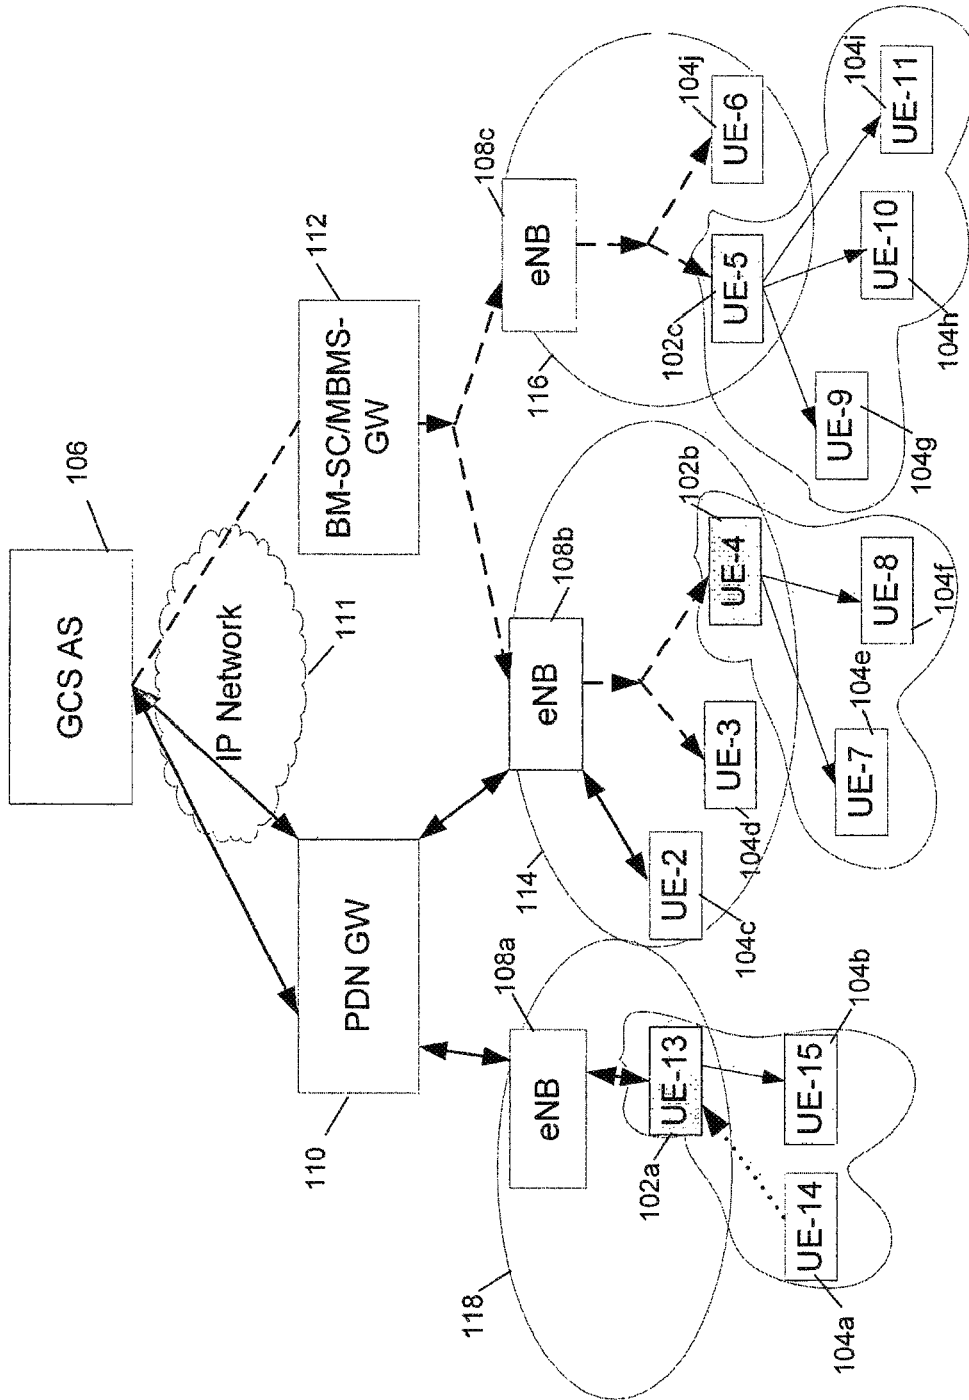 GCS AS
106
IP Network
111
PDN GW
110
BM-SC/MBMS-
GW
112
118
eNB
108a
114
eNB
108b
116
eNB
108c
102a
UE-13
UE-2
104c
UE-3
104d
UE-4
102b
102c
UE-5
UE-6
104j
UE-14
104a
UE-15
104b
UE-7
104e
UE-8
104f
UE-9
104g
UE-10
104h
UE-11
104i